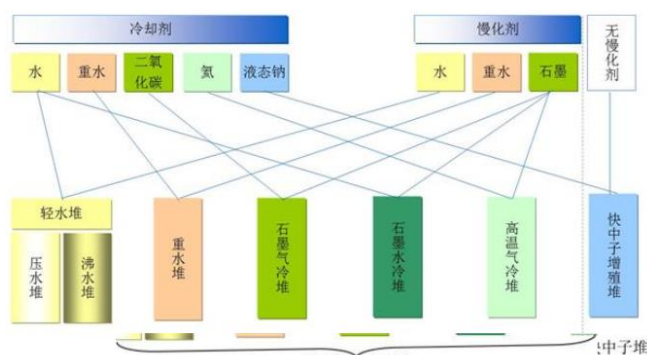 冷却剂
慢化剂
无慢化剂
水
重水
二氧
化碳
氦
液态钠
水
重水
石墨
轻水堆
压水堆
沸水堆
重水堆
石墨气冷堆
石墨水冷堆
高温气冷堆
快中子增殖堆
中子堆